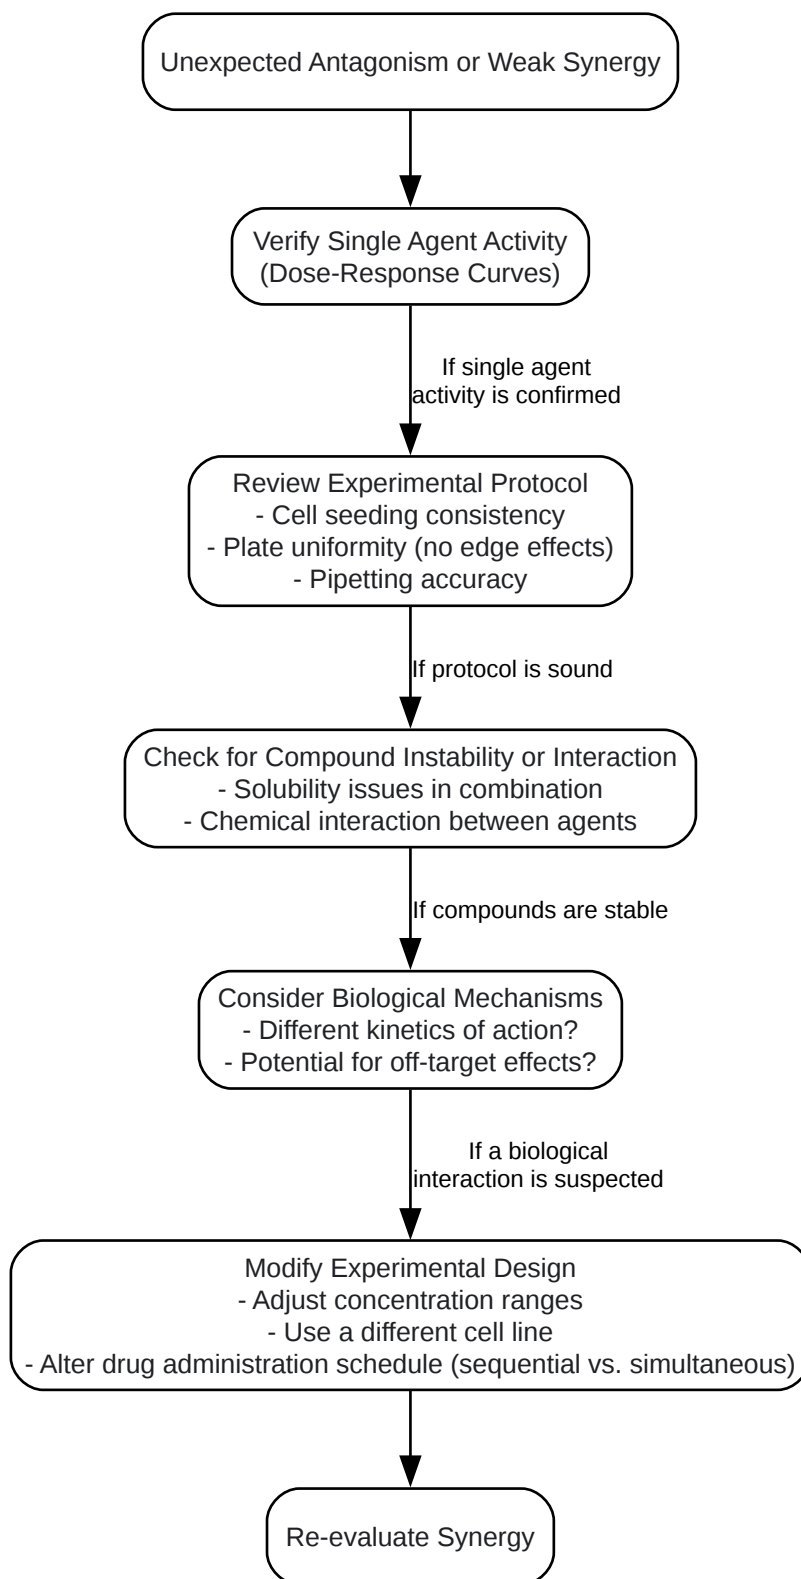 Unexpected Antagonism or Weak Synergy
Verify Single Agent Activity
(Dose-Response Curves)
If single agent
activity is confirmed
Review Experimental Protocol
- Cell seeding consistency
- Plate uniformity (no edge effects)
- Pipetting accuracy
If protocol is sound
Check for Compound Instability or Interaction
- Solubility issues in combination
- Chemical interaction between agents
If compounds are stable
Consider Biological Mechanisms
- Different kinetics of action?
- Potential for off-target effects?
If a biological
interaction is suspected
Modify Experimental Design
- Adjust concentration ranges
- Use a different cell line
- Alter drug administration schedule (sequential vs. simultaneous)
Re-evaluate Synergy